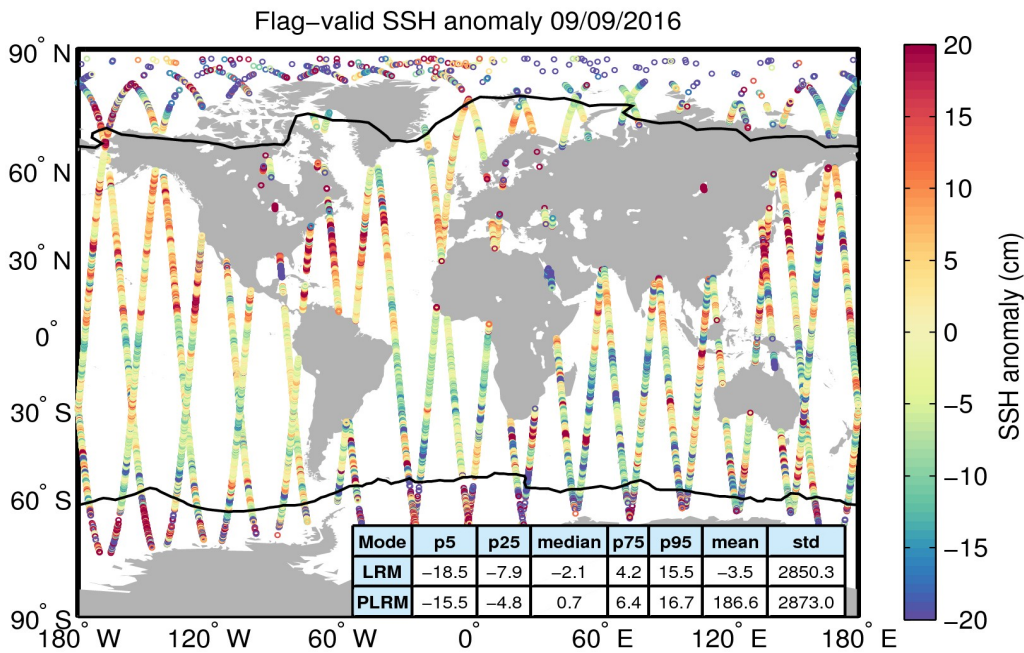 Flag−valid SSH anomaly 09/09/2016
90° N
60° N
30° N
0°
30° S
60° S
90° S
180° W 120° W 60° W 0° 60° E 120° E 180° E
Mode p5 p25 median p75 p95 mean std
LRM −18.5 −7.9 −2.1 4.2 15.5 −3.5 2850.3
PLRM −15.5 −4.8 0.7 6.4 16.7 186.6 2873.0
20
15
10
5
0
−5
−10
−15
−20
SSH anomaly (cm)